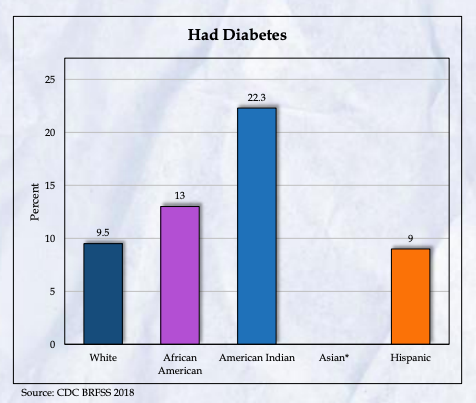 Had Diabetes
Percent
25
20
15
10
5
0
9.5
13
22.3
9
White
African
American
American Indian
Asian*
Hispanic
Source: CDC BRFSS 2018